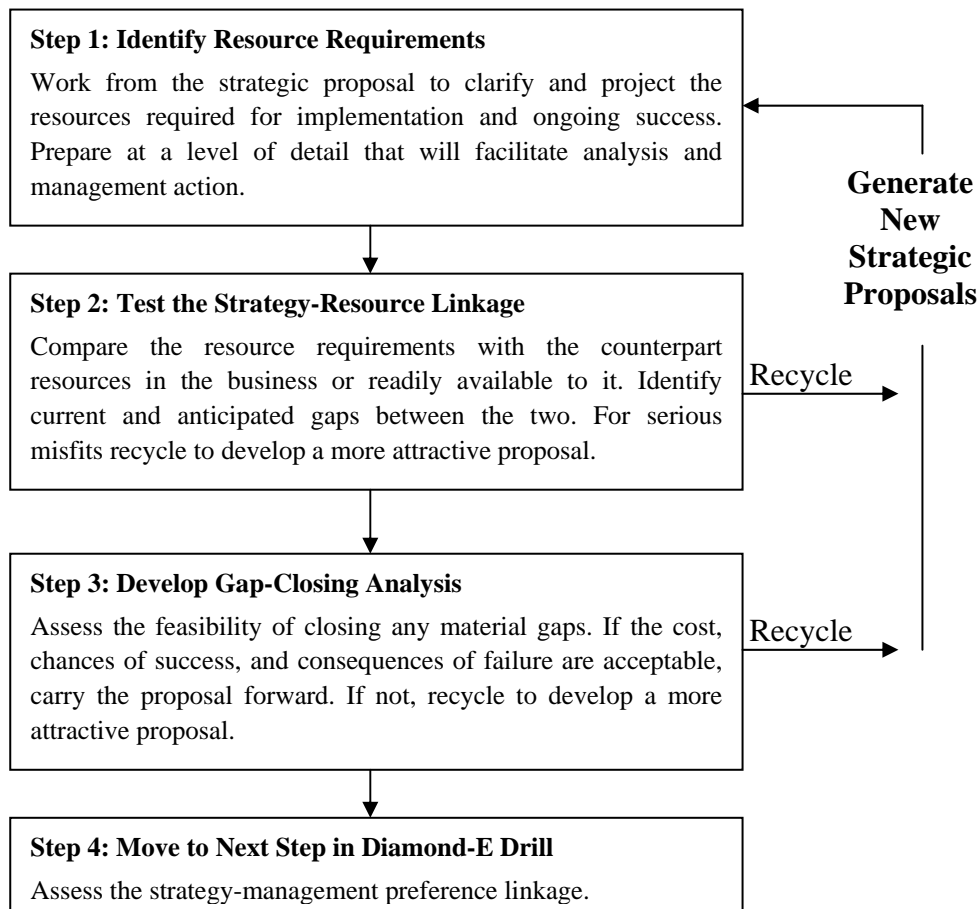 Step 1: Identify Resource Requirements
Work from the strategic proposal to clarify and project the
resources required for implementation and ongoing success.
Prepare at a level of detail that will facilitate analysis and
management action.
Generate
New
Strategic
Proposals
Step 2: Test the Strategy-Resource Linkage
Compare the resource requirements with the counterpart
resources in the business or readily available to it. Identify
current and anticipated gaps between the two. For serious
misfits recycle to develop a more attractive proposal.
Recycle
Step 3: Develop Gap-Closing Analysis
Assess the feasibility of closing any material gaps. If the cost,
chances of success, and consequences of failure are acceptable,
carry the proposal forward. If not, recycle to develop a more
attractive proposal.
Recycle
Step 4: Move to Next Step in Diamond-E Drill
Assess the strategy-management preference linkage.